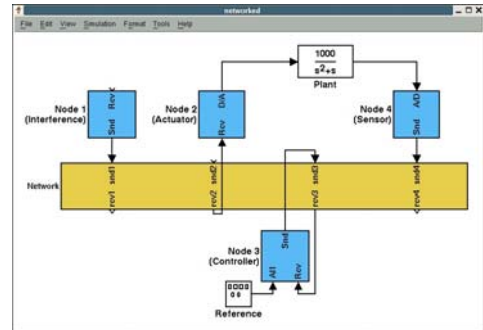 networked
File Edit View Simulation Format Tools Help
1000
s²+s
Plant
Node 1
(Interference)
Rcv
Snd
Node 2
(Actuator)
D/A
Rcv
Node 4
(Sensor)
A/D
Snd
Network
snd1
rcv1
snd2
rcv2
snd3
rcv3
snd4
rcv4
Node 3
(Controller)
Snd
AI1
Rcv
Reference